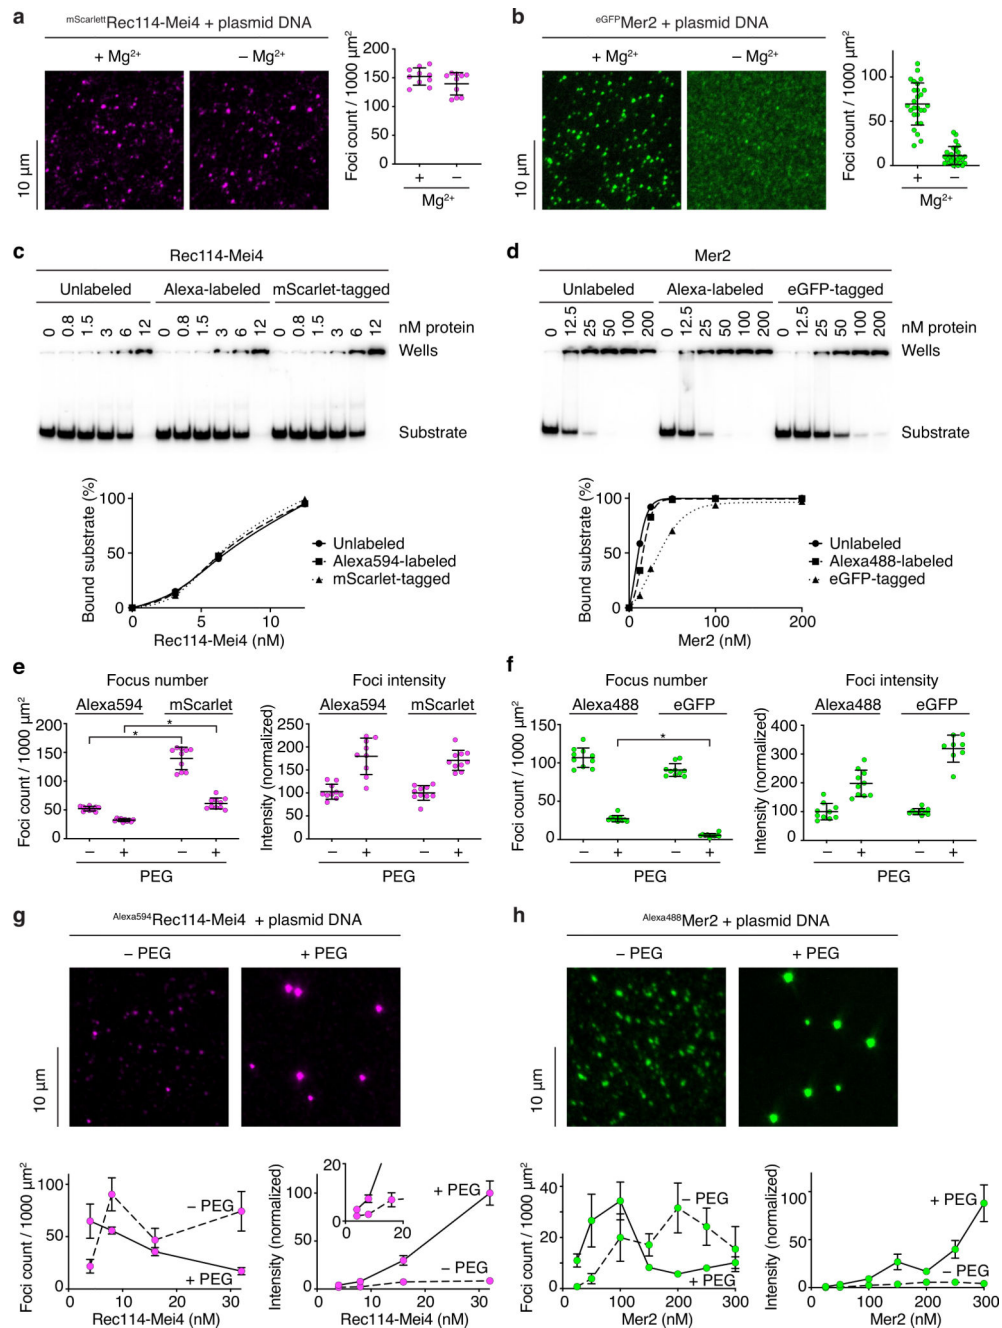 a
mScarlettRec114-Mei4 + plasmid DNA
+ Mg2+
– Mg2+
10 µm
Foci count / 1000 µm2
200
150
100
50
0
+
–
Mg2+
b
eGFPMer2 + plasmid DNA
+ Mg2+
– Mg2+
10 µm
Foci count / 1000 µm2
100
50
0
+
–
Mg2+
c
Rec114-Mei4
Unlabeled
Alexa-labeled
mScarlet-tagged
0 0.8 1.5 3 6 12 0 0.8 1.5 3 6 12 0 0.8 1.5 3 6 12
nM protein
Wells
Substrate
Bound substrate (%)
100
50
0
0 5 10
Rec114-Mei4 (nM)
Unlabeled
Alexa594-labeled
mScarlet-tagged
d
Mer2
Unlabeled
Alexa-labeled
eGFP-tagged
0 12.5 25 50 100 200 0 12.5 25 50 100 200 0 12.5 25 50 100 200
nM protein
Wells
Substrate
Bound substrate (%)
100
50
0
0 100 200
Mer2 (nM)
Unlabeled
Alexa488-labeled
eGFP-tagged
e
Focus number
Alexa594
mScarlet
Foci count / 1000 µm2
200
150
100
50
0
*
*
– + – +
PEG
Foci intensity
Alexa594
mScarlet
Intensity (normalized)
250
200
150
100
50
0
– + – +
PEG
f
Focus number
Alexa488
eGFP
Foci count / 1000 µm2
150
100
50
0
*
– + – +
PEG
Foci intensity
Alexa488
eGFP
Intensity (normalized)
400
300
200
100
0
– + – +
PEG
g
Alexa594Rec114-Mei4 + plasmid DNA
– PEG
+ PEG
10 µm
Foci count / 1000 µm2
100
50
0
0 10 20 30
Rec114-Mei4 (nM)
– PEG
+ PEG
Intensity (normalized)
100
50
0
0 10 20 30
Rec114-Mei4 (nM)
20
0
0 20
+ PEG
– PEG
h
Alexa488Mer2 + plasmid DNA
– PEG
+ PEG
10 µm
Foci count / 1000 µm2
40
20
0
0 100 200 300
Mer2 (nM)
– PEG
+ PEG
Intensity (normalized)
100
50
0
0 100 200 300
Mer2 (nM)
+ PEG
– PEG